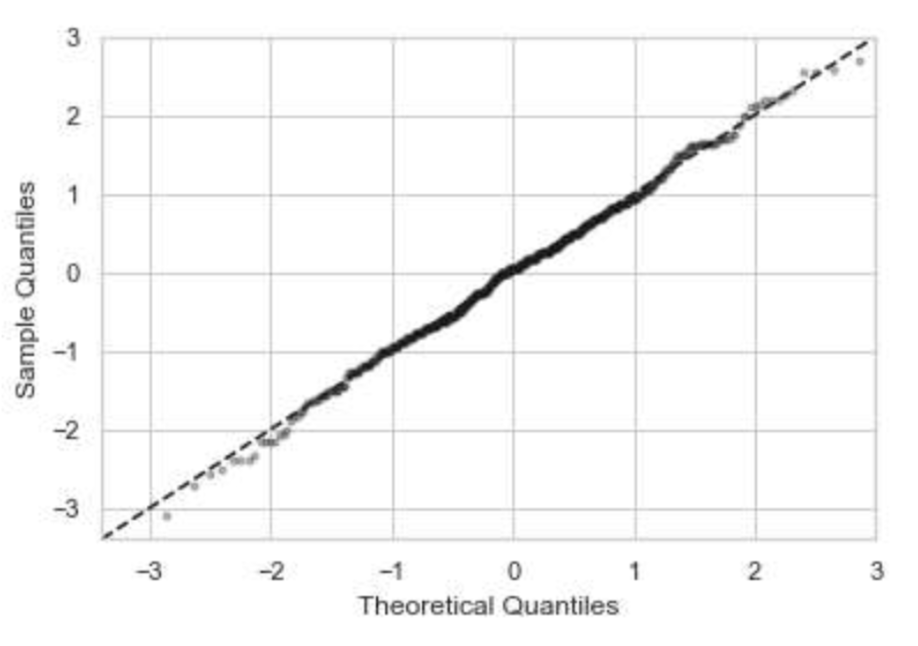 3
2
1
0
−1
−2
−3
Sample Quantiles
−3 −2 −1 0 1 2 3
Theoretical Quantiles